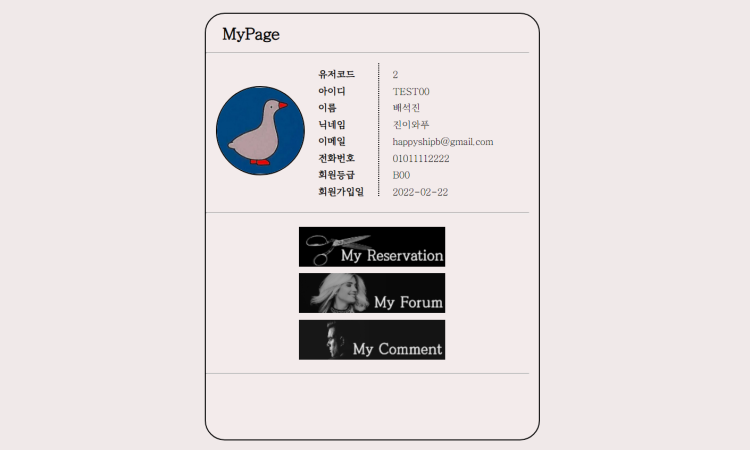 MyPage
유저코드 2
아이디 TEST00
이름 배석진
닉네임 진이와푸
이메일 happyshipb@gmail.com
전화번호 01011112222
회원등급 B00
회원가입일 2022-02-22
My Reservation
My Forum
My Comment